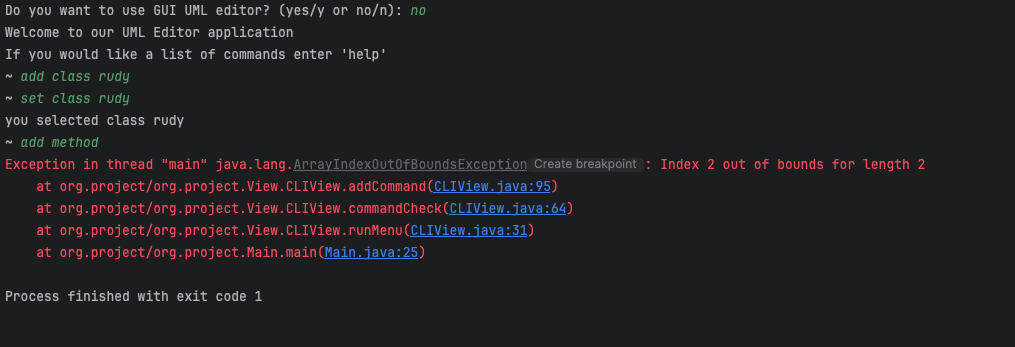 Do you want to use GUI UML editor? (yes/y or no/n): no
Welcome to our UML Editor application
If you would like a list of commands enter 'help'
~ add class rudy
~ set class rudy
you selected class rudy
~ add method
Exception in thread "main" java.lang.ArrayIndexOutOfBoundsException Create breakpoint : Index 2 out of bounds for length 2
    at org.project/org.project.View.CLIView.addCommand(CLIView.java:95)
    at org.project/org.project.View.CLIView.commandCheck(CLIView.java:64)
    at org.project/org.project.View.CLIView.runMenu(CLIView.java:31)
    at org.project/org.project.Main.main(Main.java:25)
Process finished with exit code 1